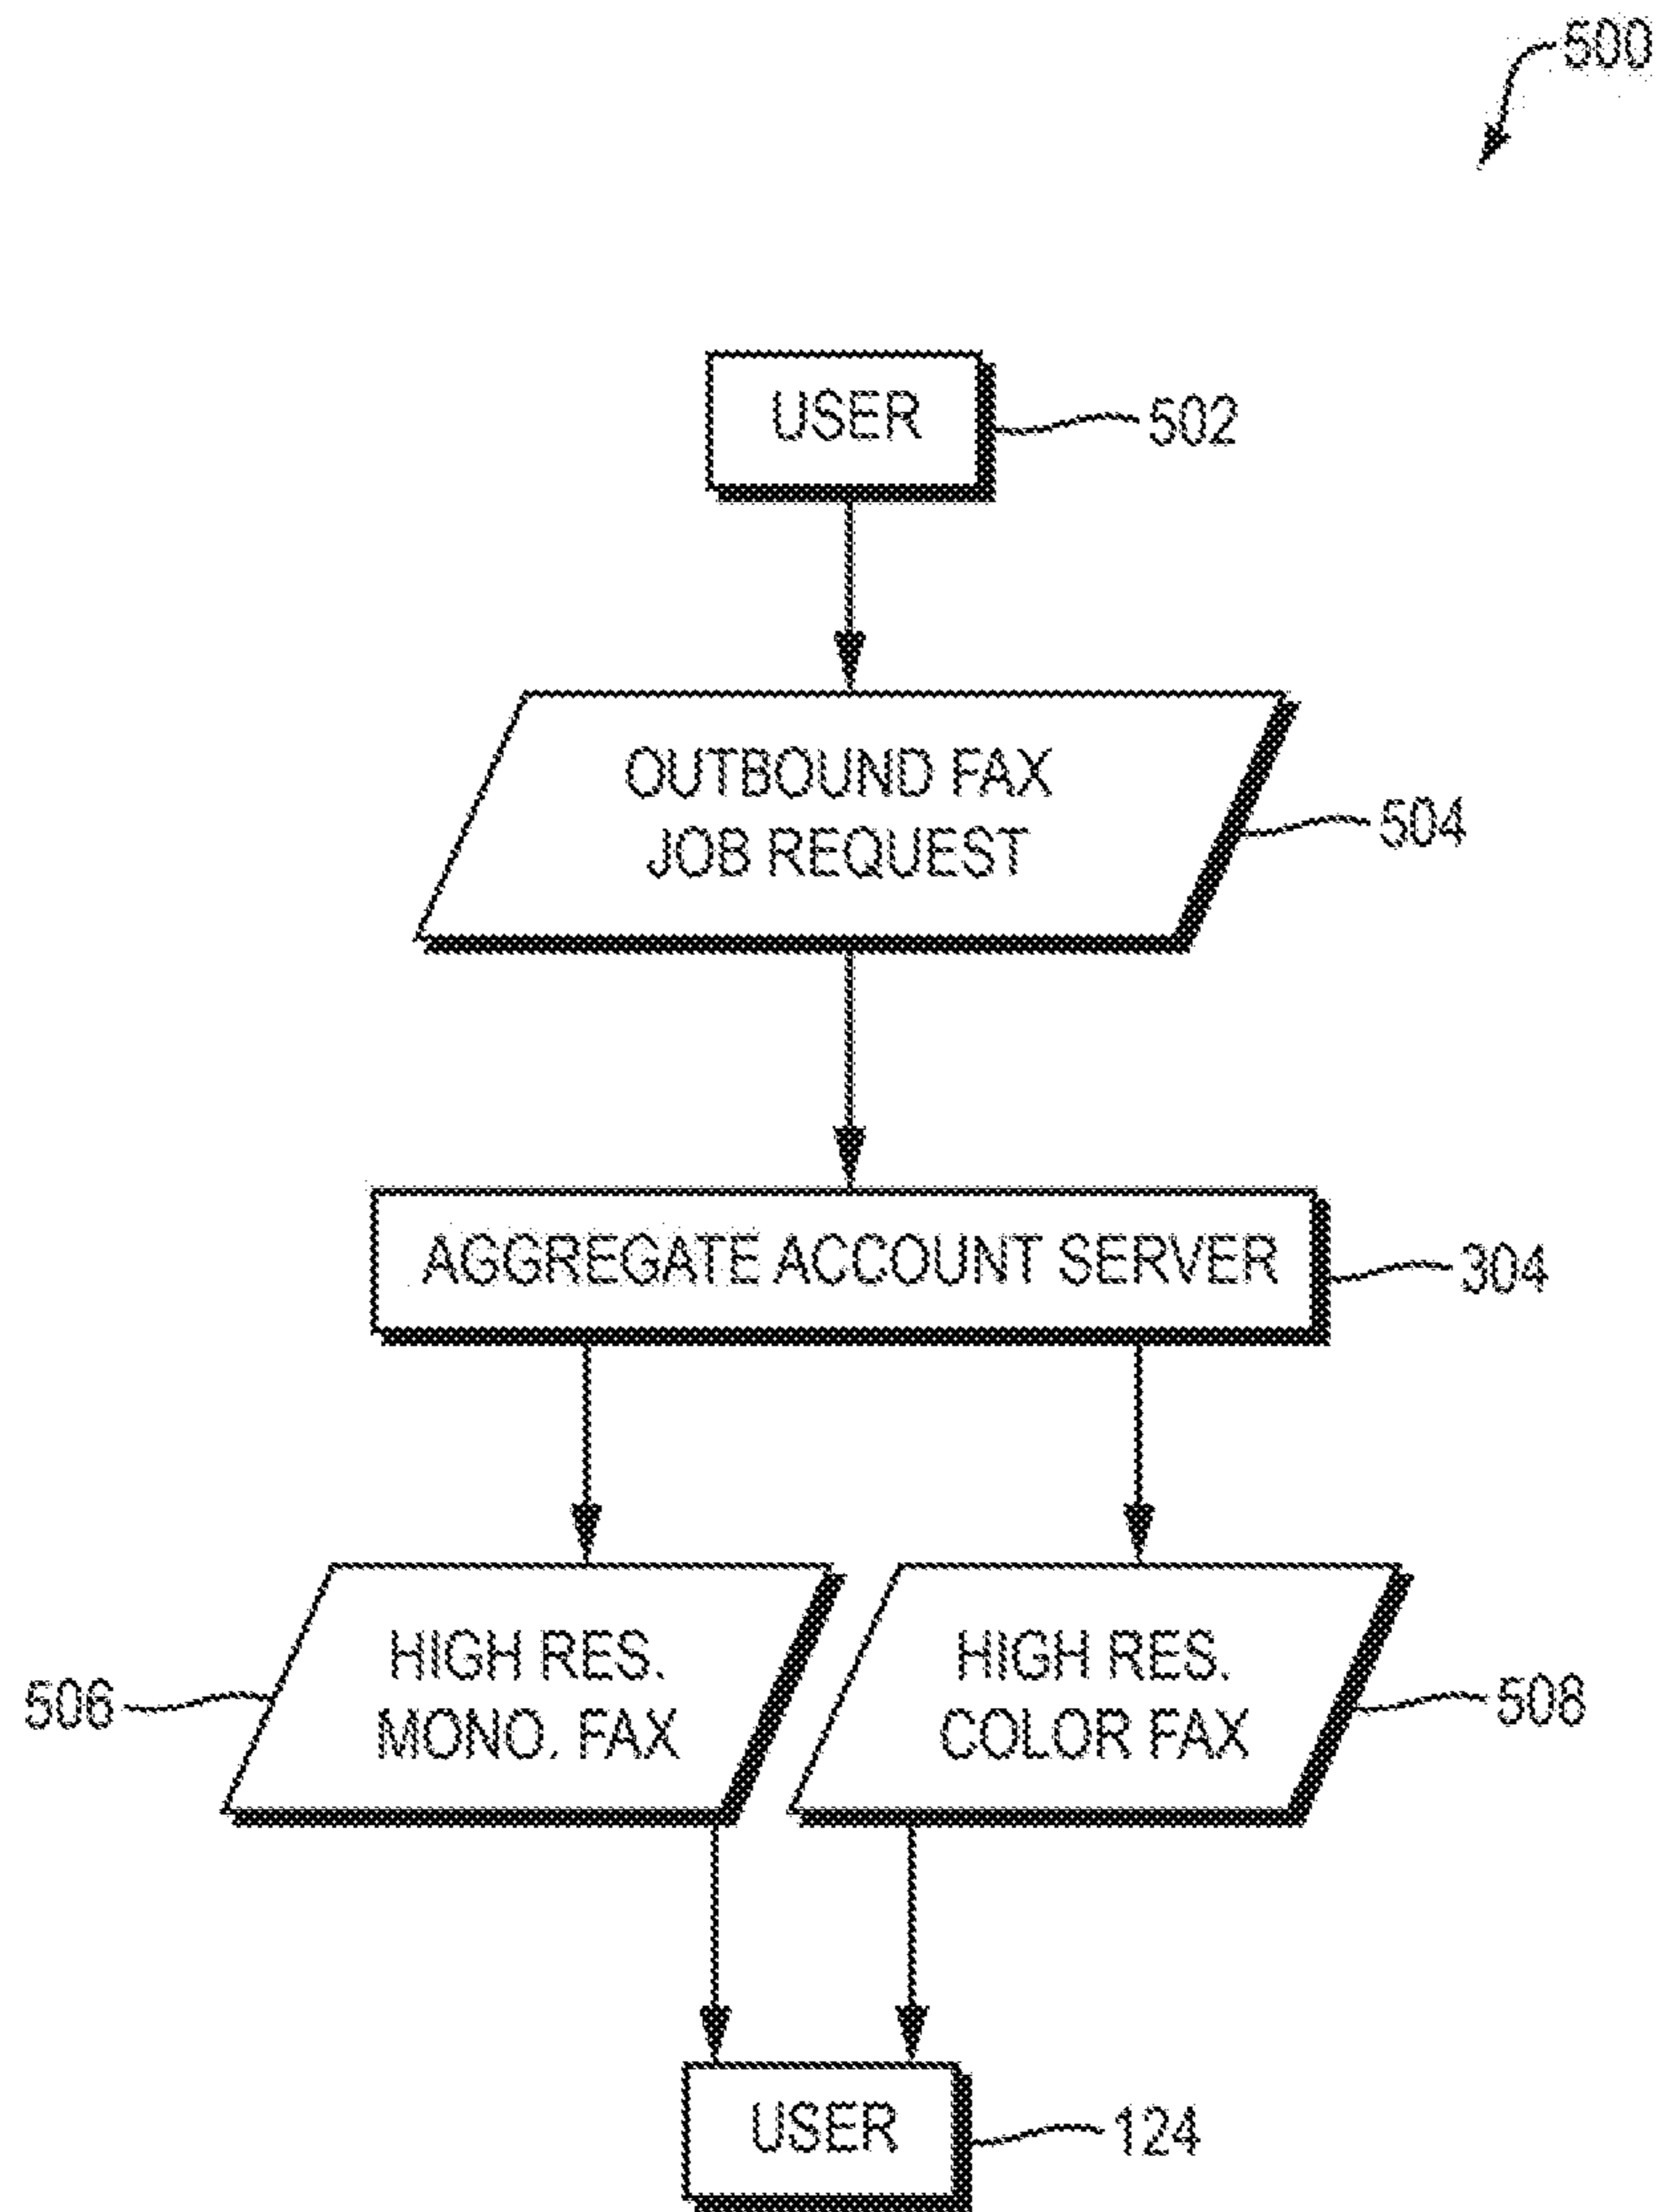 500
USER
502
OUTBOUND FAX
JOB REQUEST
504
AGGREGATE ACCOUNT SERVER
304
HIGH RES.
MONO. FAX
506
HIGH RES.
COLOR FAX
508
USER
124